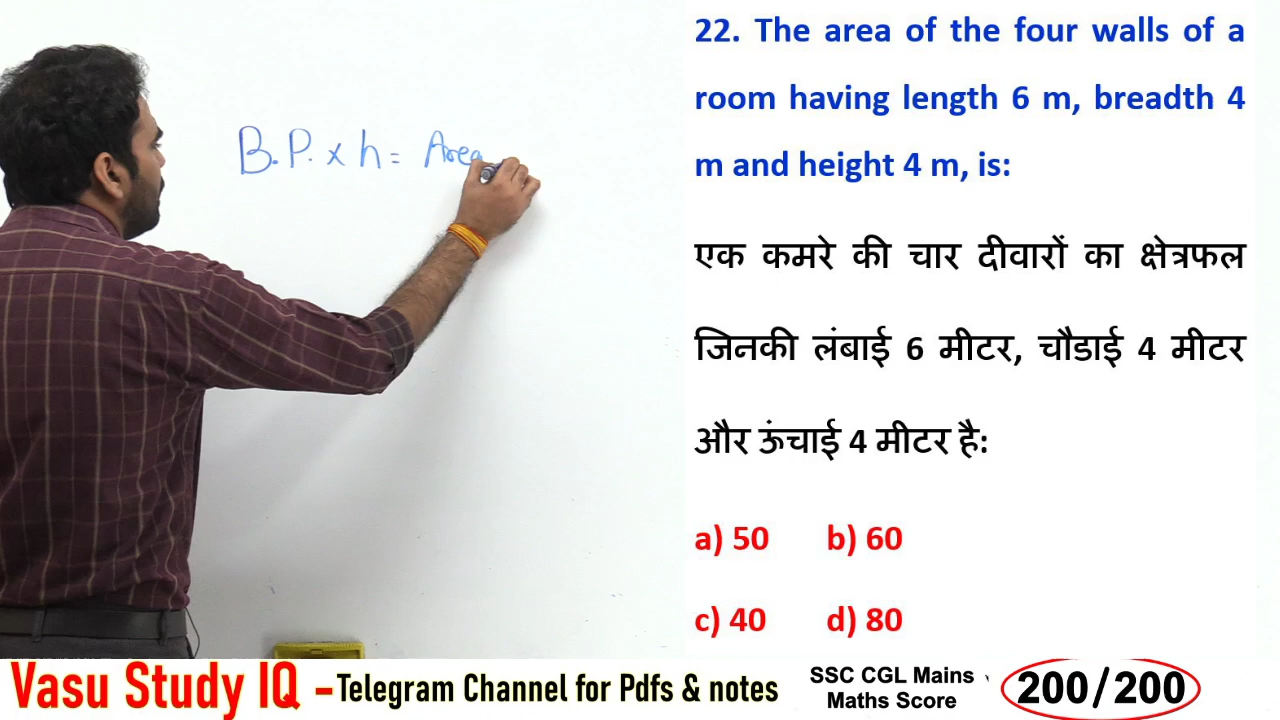 B.P. x h = Area
22. The area of the four walls of a
room having length 6 m, breadth 4
m and height 4 m, is:
एक कमरे की चार दीवारों का क्षेत्रफल
जिनकी लंबाई 6 मीटर, चौडाई 4 मीटर
और ऊंचाई 4 मीटर है:
a) 50 b) 60
c) 40 d) 80
Vasu Study IQ - Telegram Channel for Pdfs & notes
SSC CGL Mains
Maths Score
200/200